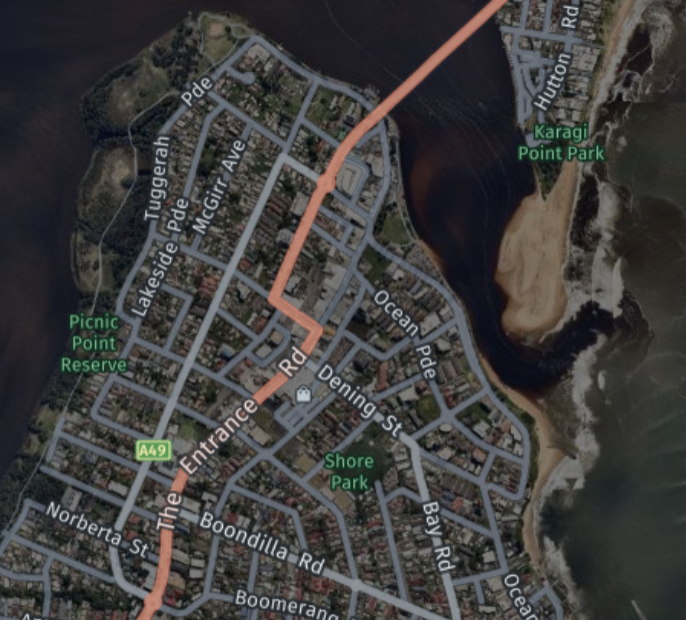 Rd
Hutton
Karagi
Point Park
Pde
Tuggerah
McGirr Ave
Lakeside Pde
Picnic
Point
Reserve
Ocean Pde
Rd
Dening St
The Entrance
A49
Shore
Park
Norberta St
Boondilla Rd
Bay Rd
Boomerang
Ocean